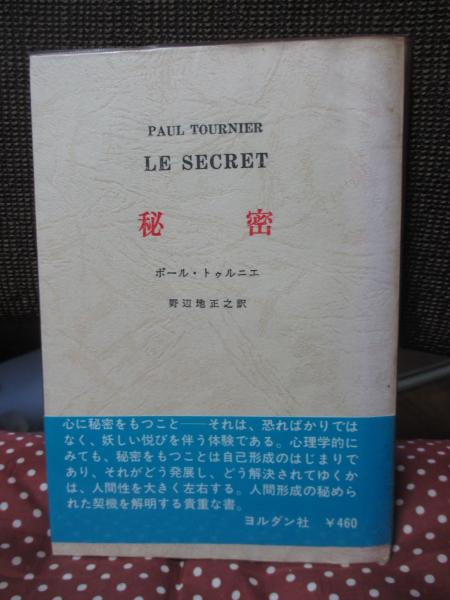 PAUL TOURNIER
LE SECRET
秘密
ポール・トゥルニエ
野辺地正之訳
心に秘密をもつこと――それは、恐ればかりでは
なく、妖しい悦びを伴う体験である。心理学的に
みても、秘密をもつことは自己形成のはじまりで
あり、それがどう発展し、どう解決されてゆくか
は、人間性を大きく左右する。人間形成の秘めら
れた契機を解明する貴重な書。
ヨルダン社 ¥460